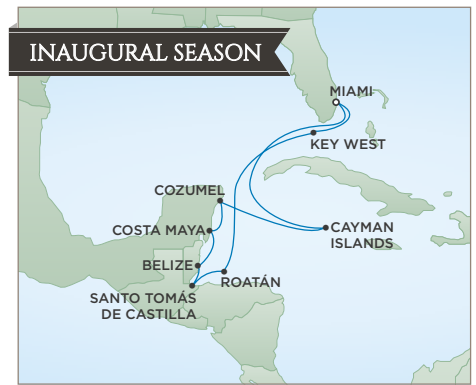 INAUGURAL SEASON
MIAMI
KEY WEST
COZUMEL
COSTA MAYA
CAYMAN
ISLANDS
BELIZE
ROATÁN
SANTO TOMÁS
DE CASTILLA